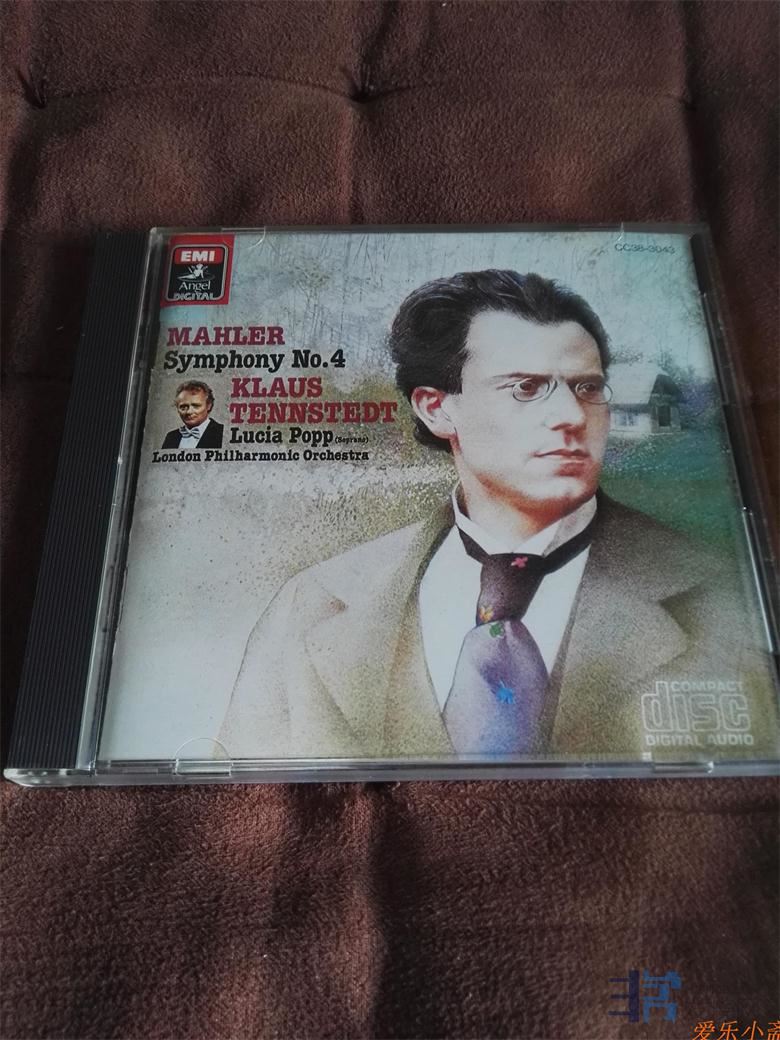 EMI
Angel
DIGITAL
CC38-3043
MAHLER
Symphony No.4
KLAUS
TENNSTEDT
Lucia Popp (Soprano)
London Philharmonic Orchestra
COMPACT
disc
DIGITAL AUDIO
爱乐小斋